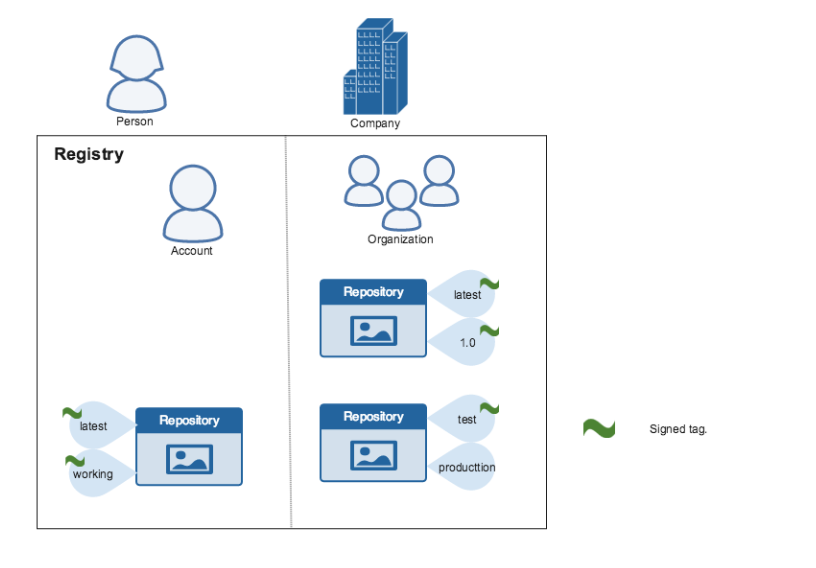 Person
Company
Registry
Account
Organization
Repository
latest
1.0
Repository
latest
working
Repository
test
producttion
Signed tag.